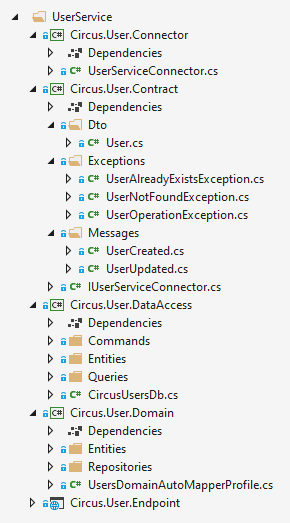 UserService
Circus.User.Connector
Dependencies
UserServiceConnector.cs
Circus.User.Contract
Dependencies
Dto
User.cs
Exceptions
UserAlreadyExistsException.cs
UserNotFoundException.cs
UserOperationException.cs
Messages
UserCreated.cs
UserUpdated.cs
IUserServiceConnector.cs
Circus.User.DataAccess
Dependencies
Commands
Entities
Queries
CircusUsersDb.cs
Circus.User.Domain
Dependencies
Entities
Repositories
UsersDomainAutoMapperProfile.cs
Circus.User.Endpoint